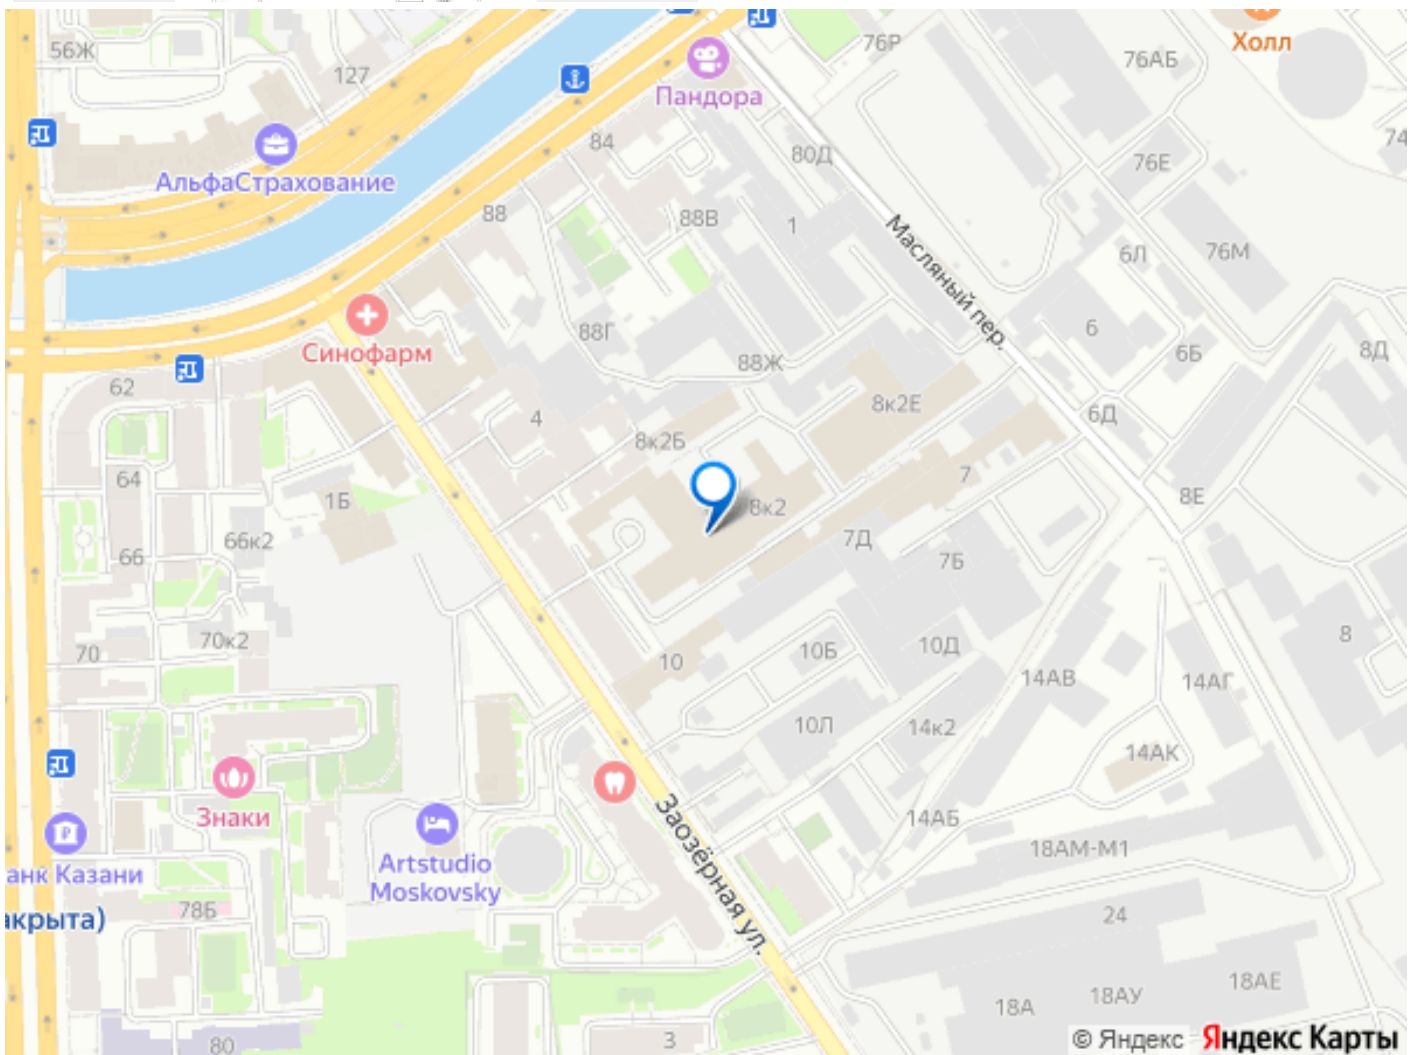 56Ж
127
76Р
Холл
76АБ
Пандора
84
80Д
76Е
74
АльфаСтрахование
88
88В
1
Масляный пер.
6Л
76М
88Г
6
Синофарм
88Ж
6Б
8Д
62
4
8к2Е
6Д
8к2Б
64
7
1Б
8к2
8Е
66к2
7Д
66
7Б
70к2
70
10
10Б
10Д
8
14АВ
14АГ
10Л
14к2
14АК
Знаки
Заозёрная ул.
14АБ
Artstudio
Moskovsky
18АМ-М1
анк Казани
78Б
акрыта)
24
18АЕ
18АУ
18А
80
3
© Яндекс Яндекс Карты